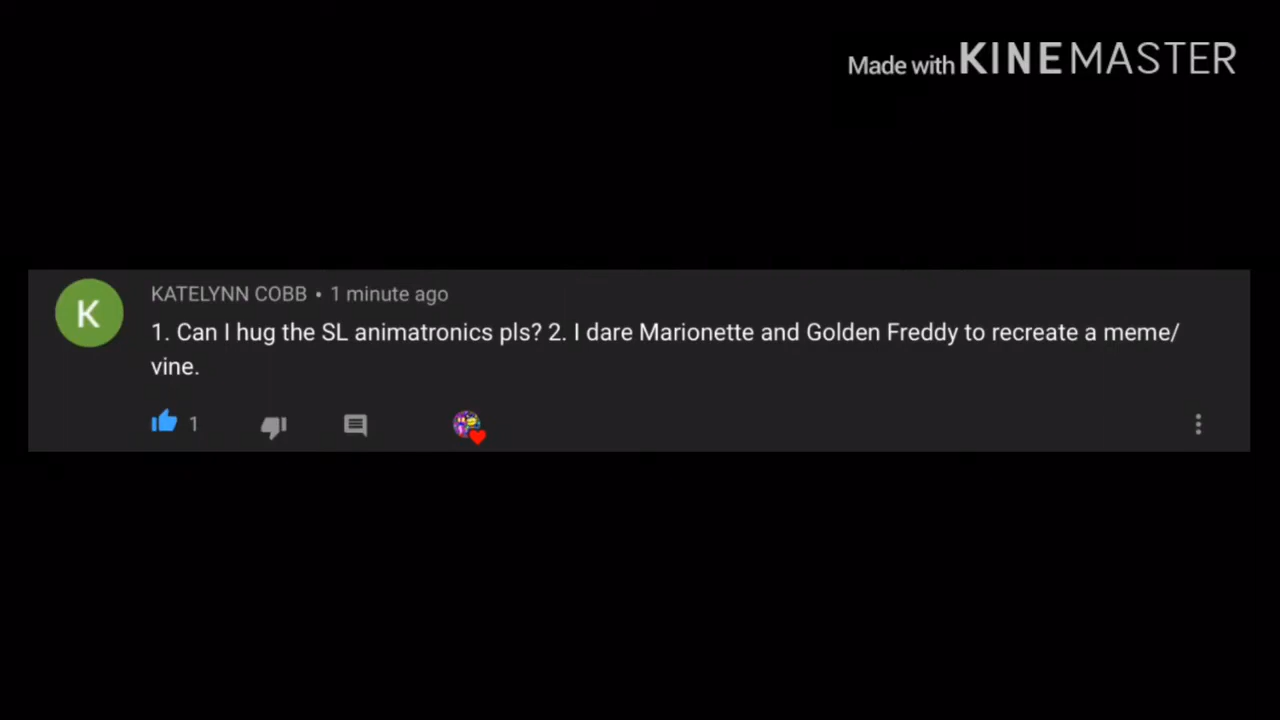 Made with KINEMASTER
K
KATELYNN COBB • 1 minute ago
1. Can I hug the SL animatronics pls? 2. I dare Marionette and Golden Freddy to recreate a meme/
vine.
1